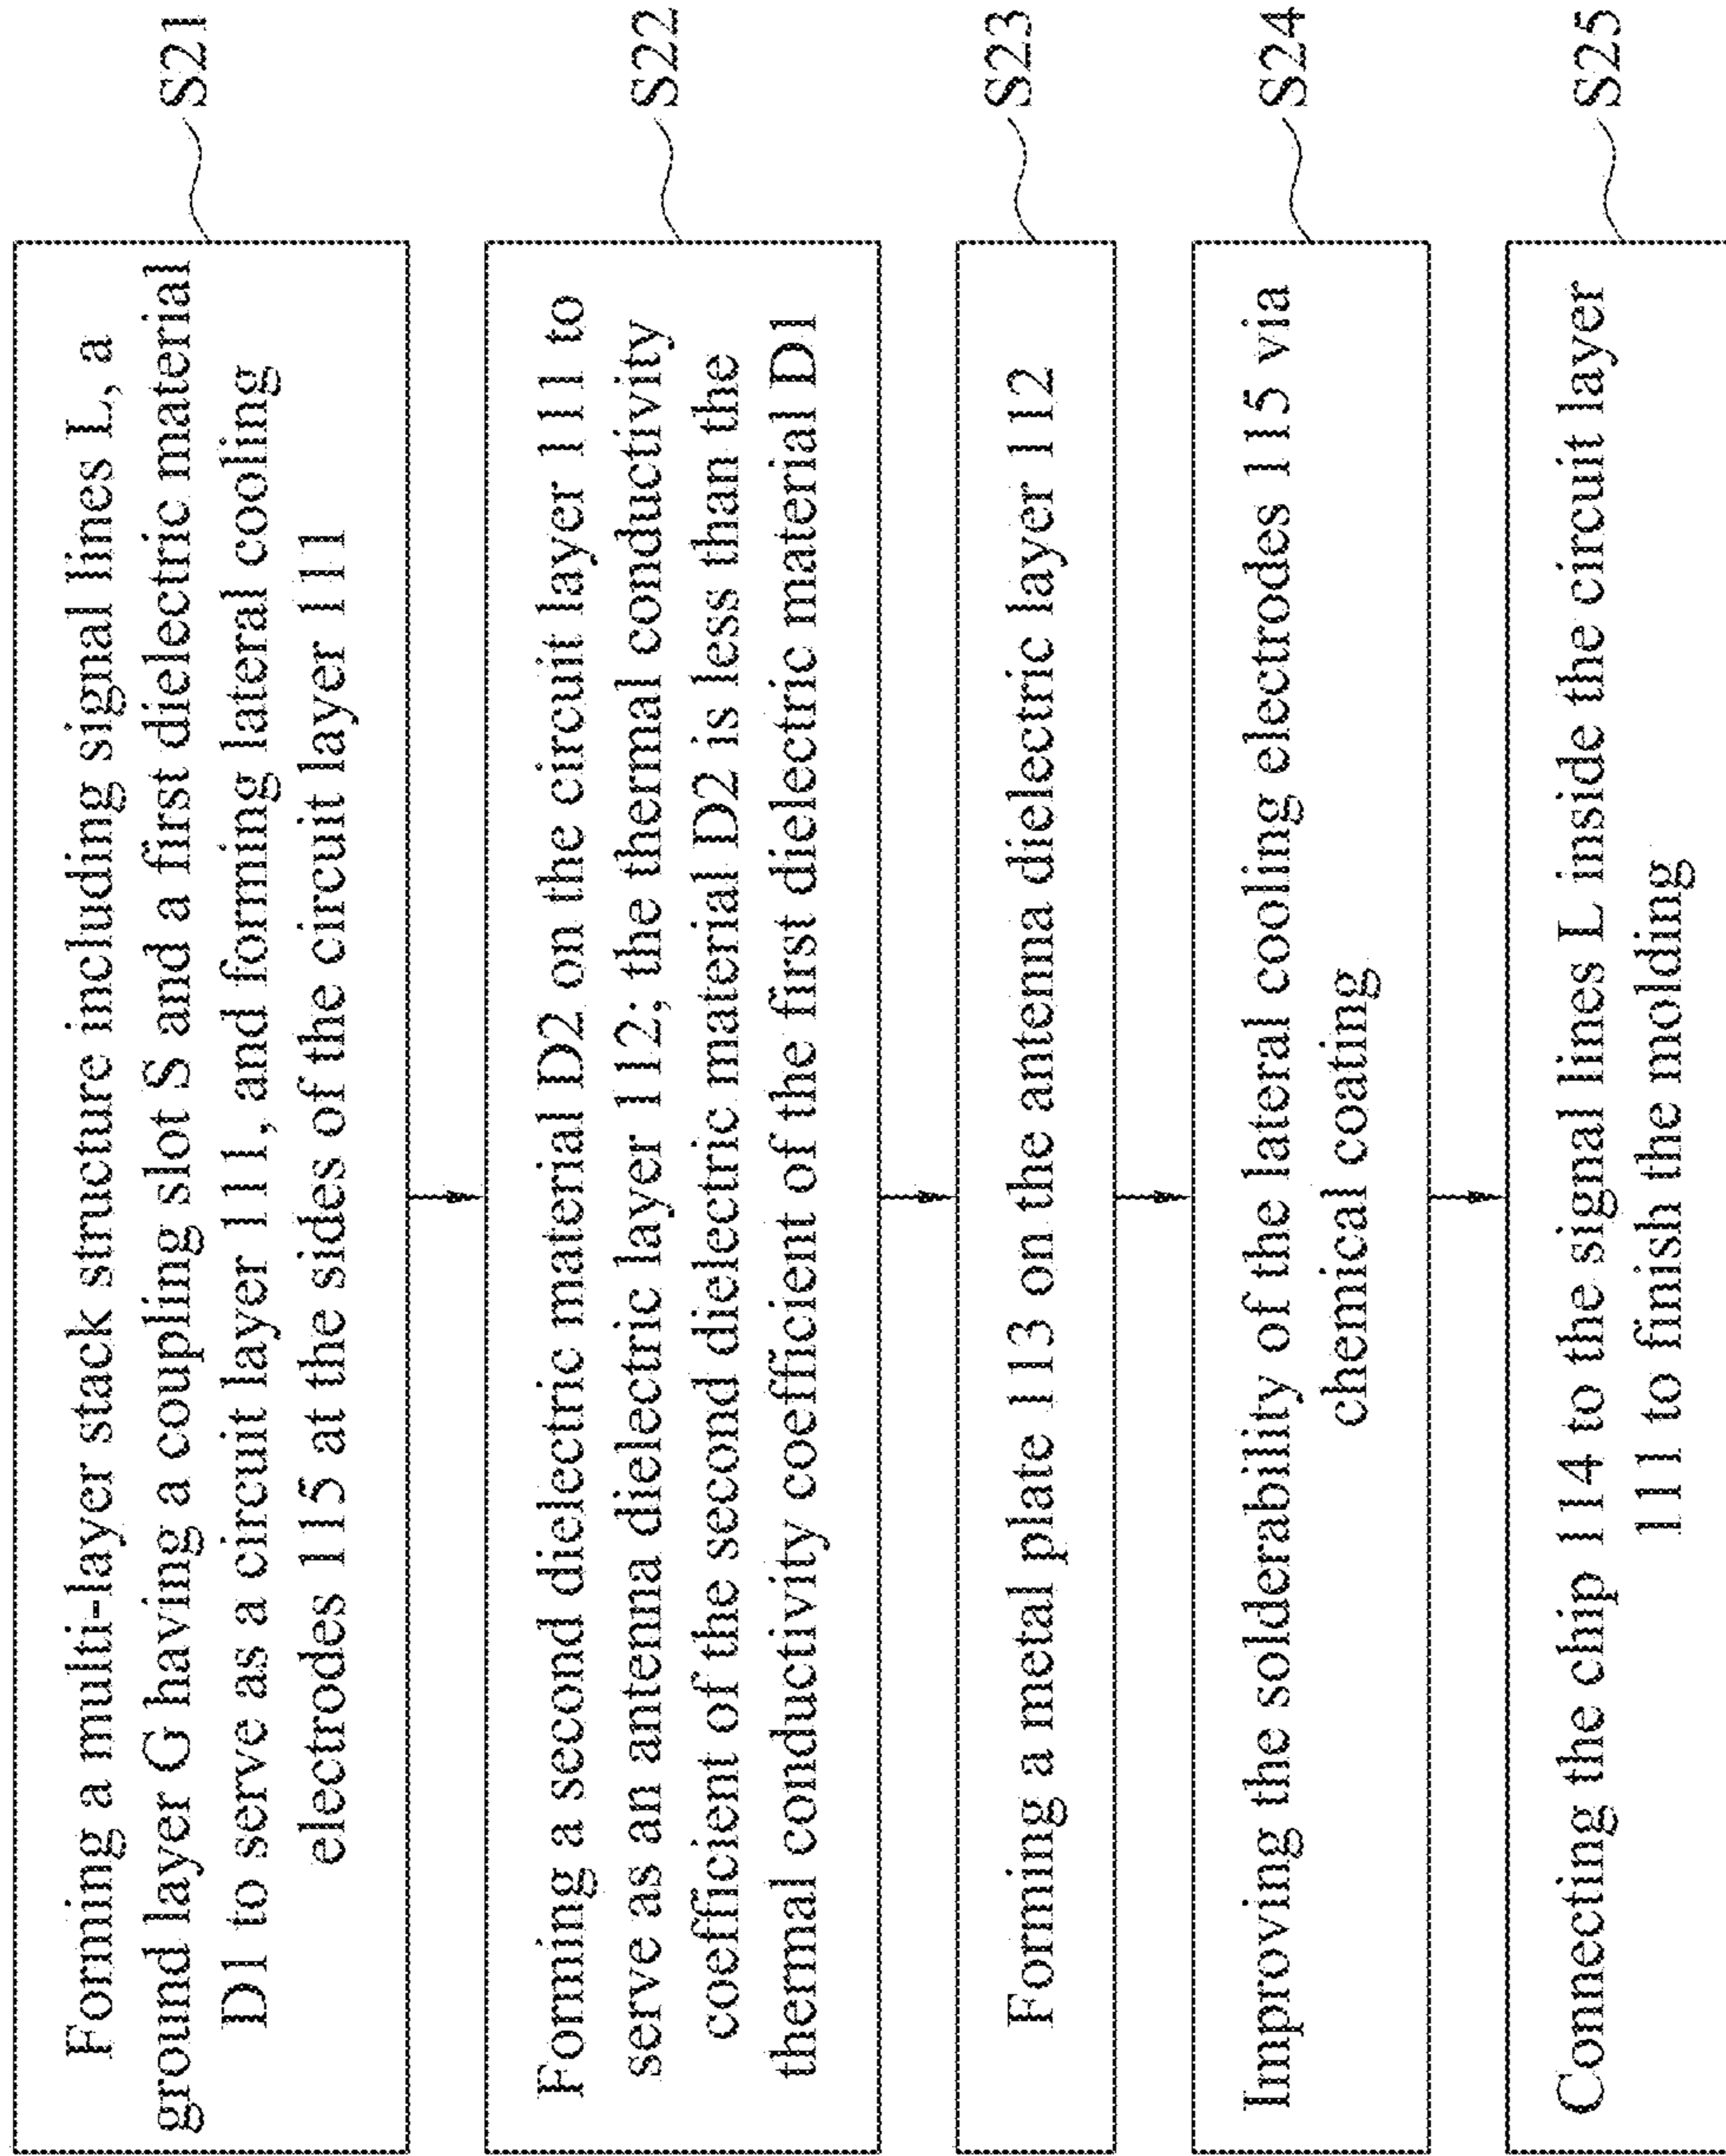 Forming a multi-layer stack structure including signal lines L, a
ground layer G having a coupling slot S and a first dielectric material
D1 to serve as a circuit layer 111, and forming lateral cooling
electrodes 115 at the sides of the circuit layer 111
S21
Forming a second dielectric material D2 on the circuit layer 111 to
serve as an antenna dielectric layer 112; the thermal conductivity
coefficient of the second dielectric material D2 is less than the
thermal conductivity coefficient of the first dielectric material D1
S22
Forming a metal plate 113 on the antenna dielectric layer 112
S23
Improving the solderability of the lateral cooling electrodes 115 via
chemical coating
S24
Connecting the chip 114 to the signal lines L inside the circuit layer
111 to finish the molding
S25